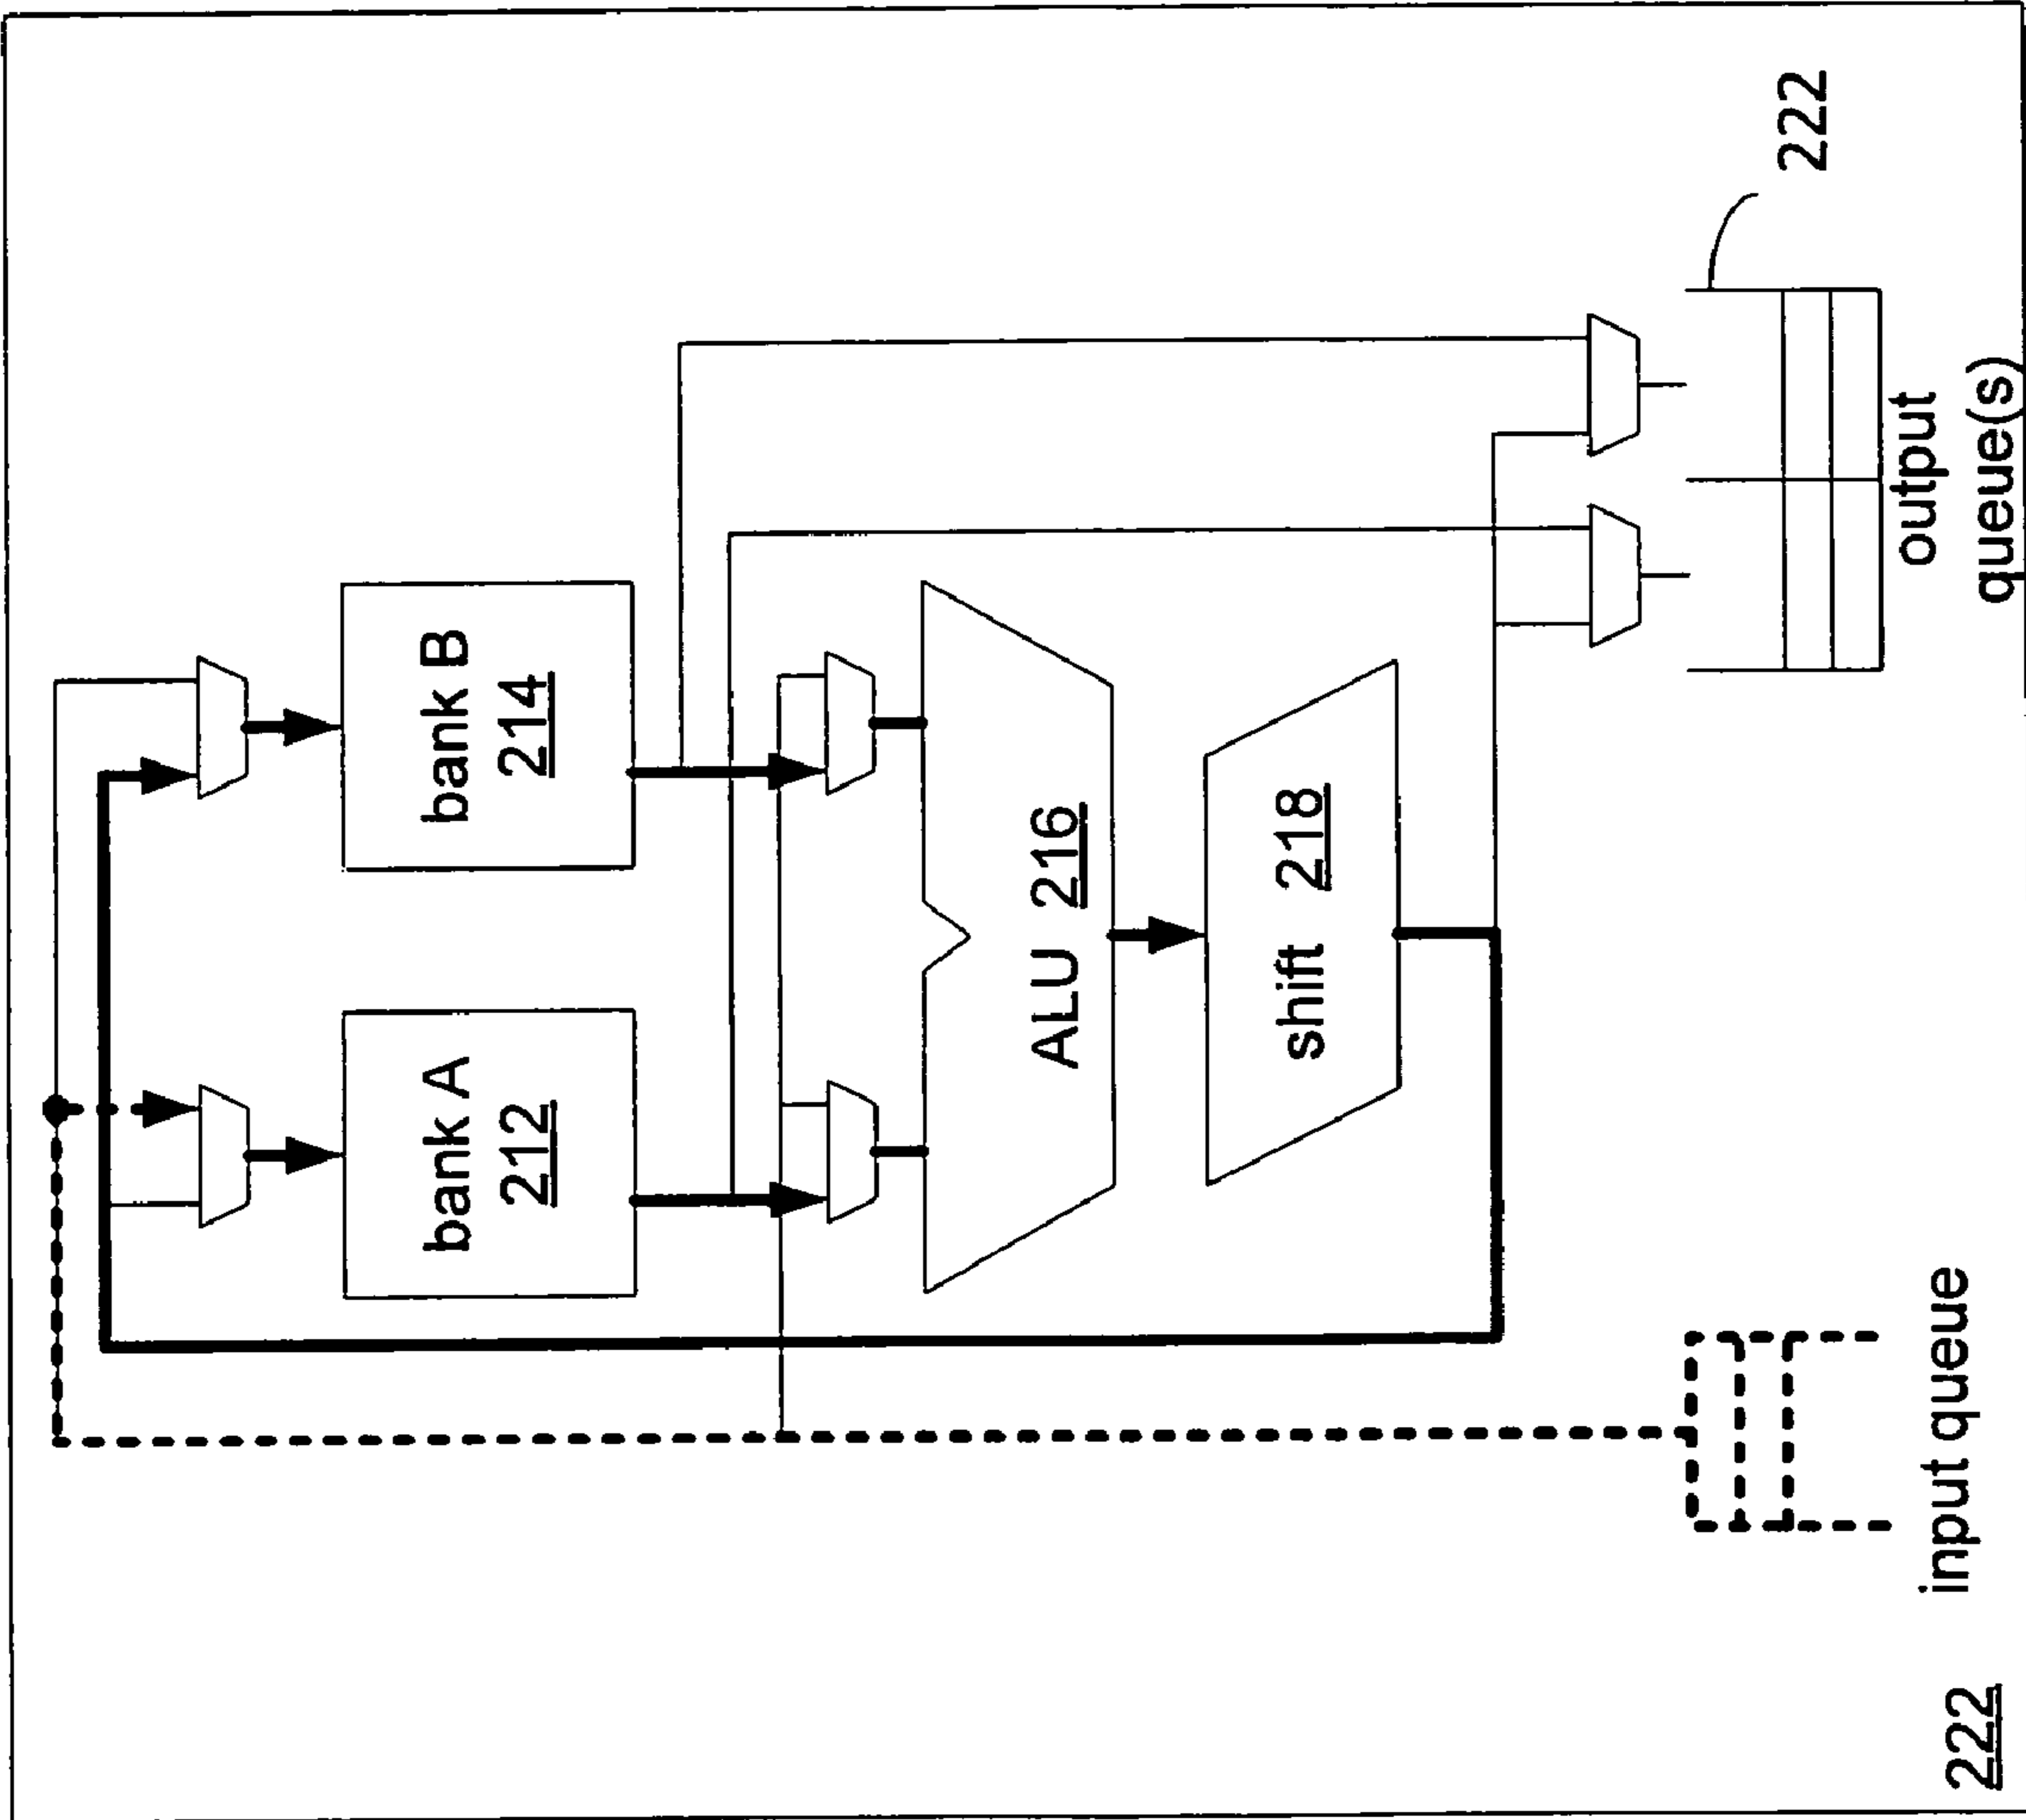 bank A
212
bank B
214
ALU 216
shift 218
222
output
queue(s)
input queue
222